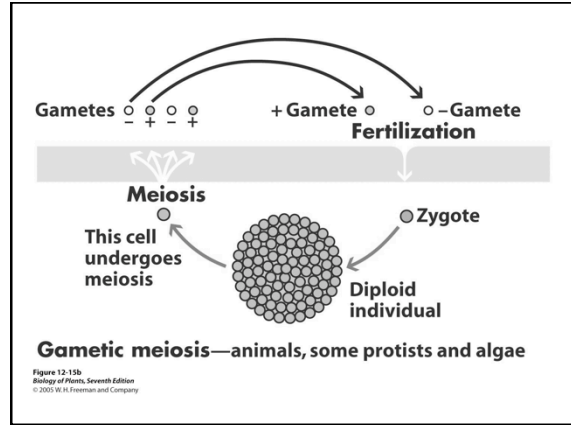 Gametes
– + – +
+ Gamete
– Gamete
Fertilization
Meiosis
This cell
undergoes
meiosis
Zygote
Diploid
individual
Gametic meiosis—animals, some protists and algae
Figure 12-15b
Biology of Plants, Seventh Edition
© 2005 W. H. Freeman and Company